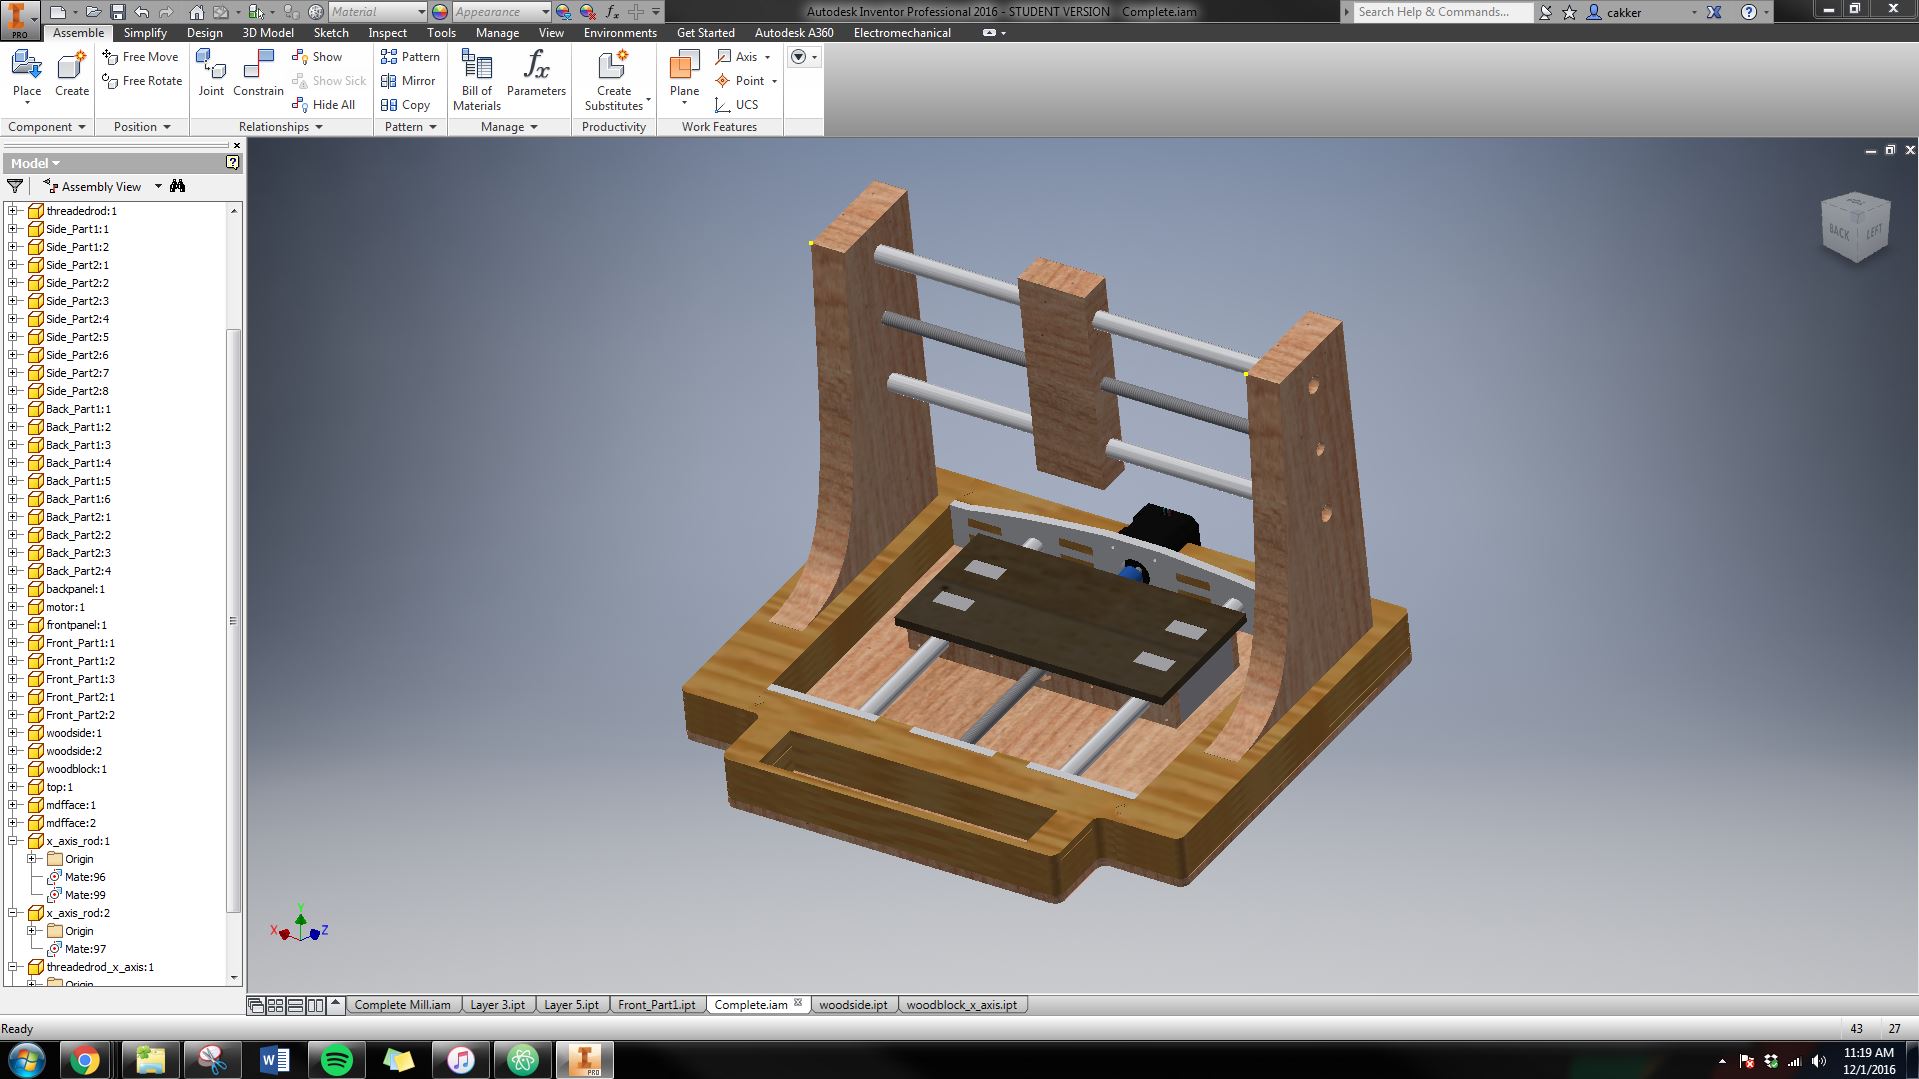 Material
Appearance
Autodesk Inventor Professional 2016 - STUDENT VERSION Complete.iam
Search Help & Commands...
cakker
PRO
Assemble Simplify Design 3D Model Sketch Inspect Tools Manage View Environments Get Started Autodesk A360 Electromechanical
Place
Create
Free Move
Free Rotate
Joint
Constrain
Show
Show Sick
Hide All
Pattern
Mirror
Copy
Bill of
Materials
Parameters
Create
Substitutes
Plane
Axis
Point
UCS
Component Position Relationships Pattern Manage Productivity Work Features
Model
Assembly View
threadedrod:1
Side_Part1:1
Side_Part1:2
Side_Part2:1
Side_Part2:2
Side_Part2:3
Side_Part2:4
Side_Part2:5
Side_Part2:6
Side_Part2:7
Side_Part2:8
Back_Part1:1
Back_Part1:2
Back_Part1:3
Back_Part1:4
Back_Part1:5
Back_Part1:6
Back_Part2:1
Back_Part2:2
Back_Part2:3
Back_Part2:4
backpanel:1
motor:1
frontpanel:1
Front_Part1:1
Front_Part1:2
Front_Part1:3
Front_Part2:1
Front_Part2:2
woodside:1
woodside:2
woodblock:1
top:1
mdfface:1
mdfface:2
x_axis_rod:1
Origin
Mate:96
Mate:99
x_axis_rod:2
Origin
Mate:97
threadedrod_x_axis:1
Origin
BACK LEFT
Y
X
Z
Complete Mill.iam Layer 3.ipt Layer 5.ipt Front_Part1.ipt Complete.iam woodside.ipt woodblock_x_axis.ipt
Ready
43 27
PRO
11:19 AM
12/1/2016